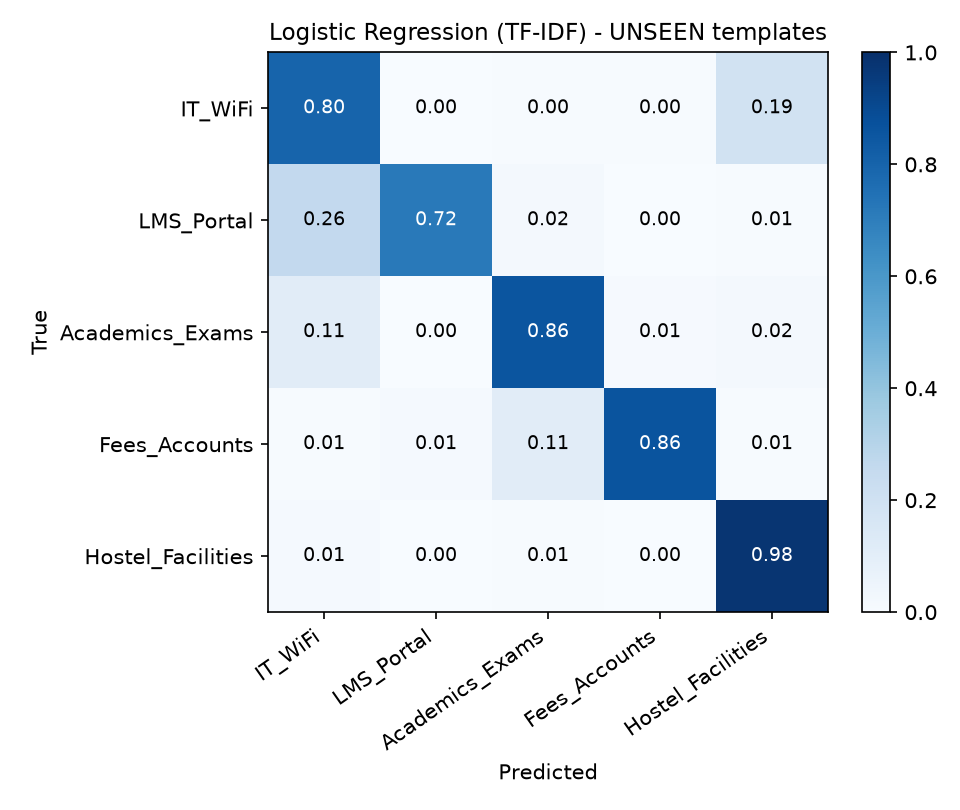 Logistic Regression (TF-IDF) - UNSEEN templates
IT_WiFi 0.80 0.00 0.00 0.00 0.19
LMS_Portal 0.26 0.72 0.02 0.00 0.01
Academics_Exams 0.11 0.00 0.86 0.01 0.02
Fees_Accounts 0.01 0.01 0.11 0.86 0.01
Hostel_Facilities 0.01 0.00 0.01 0.00 0.98
True
IT_WiFi LMS_Portal Academics_Exams Fees_Accounts Hostel_Facilities
Predicted
1.0
0.8
0.6
0.4
0.2
0.0